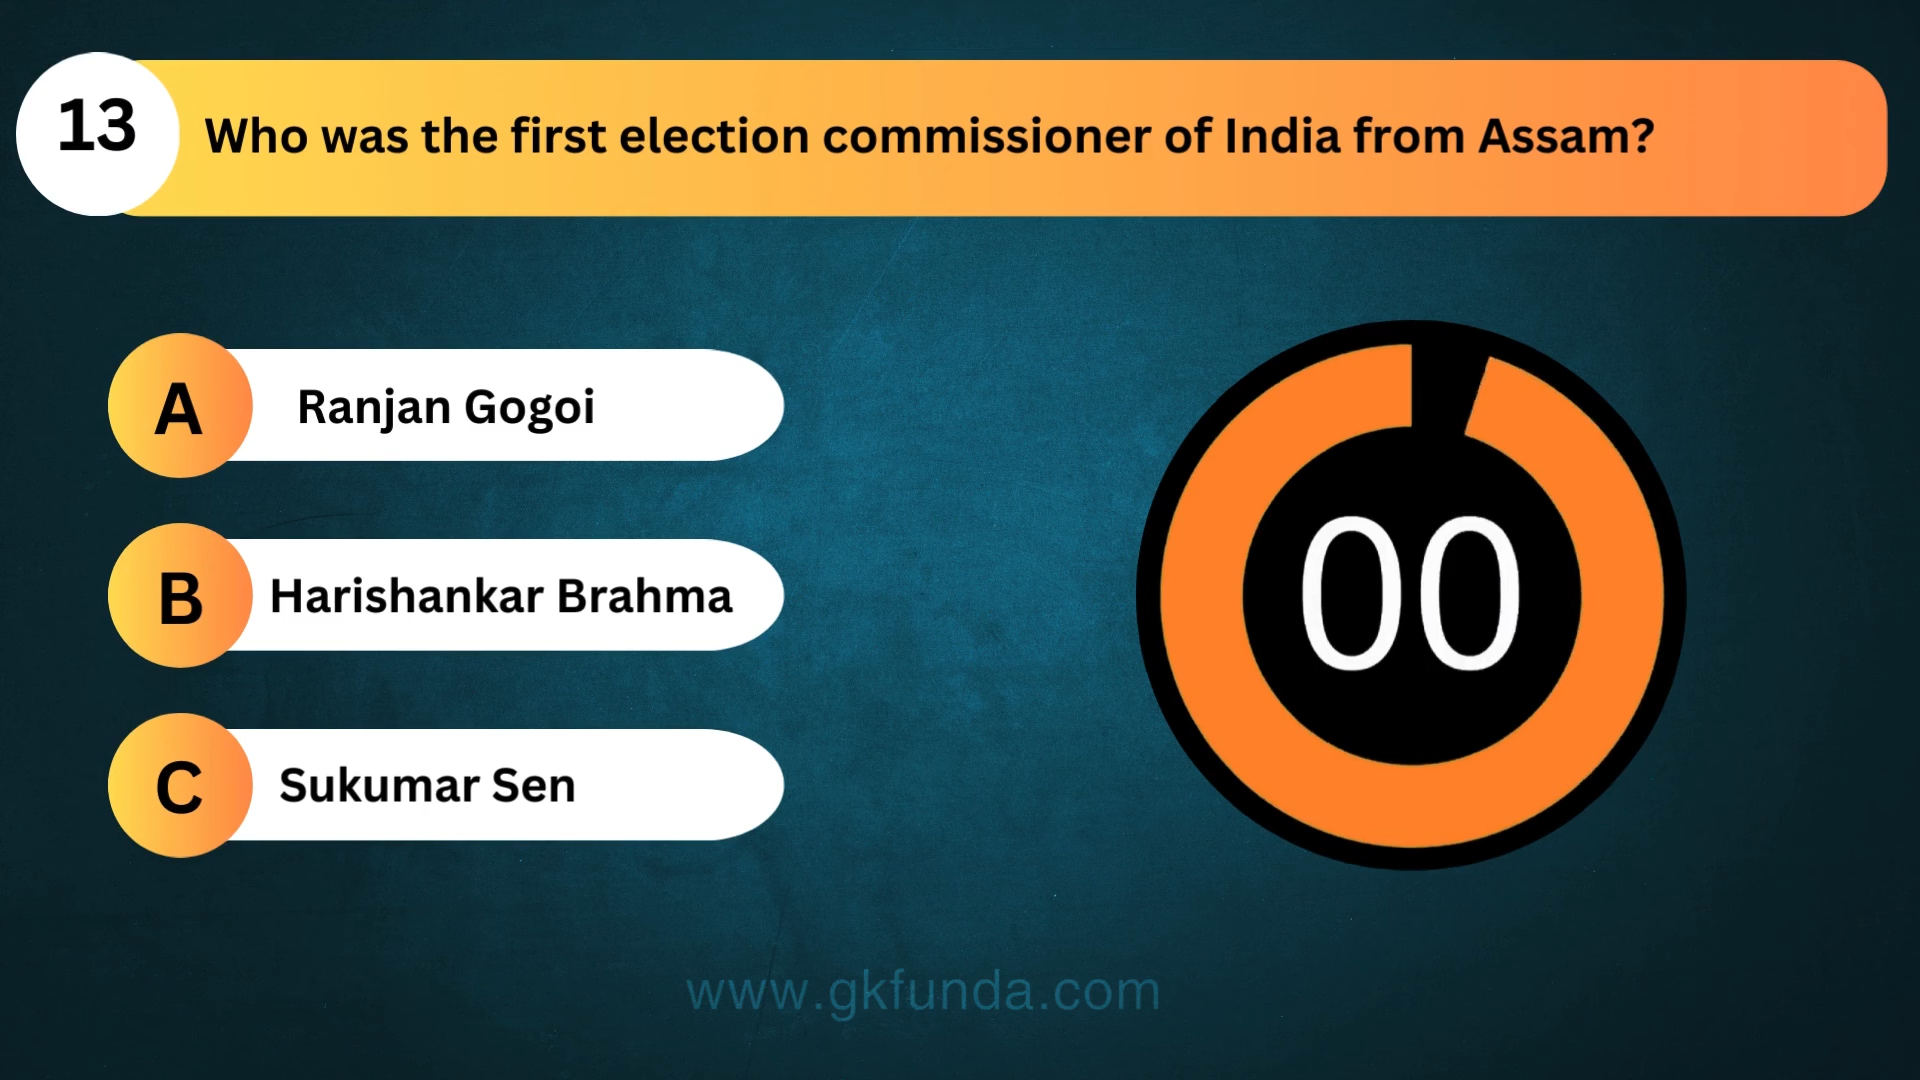 13
Who was the first election commissioner of India from Assam?
A
Ranjan Gogoi
B
Harishankar Brahma
C
Sukumar Sen
00
www.gkfunda.com